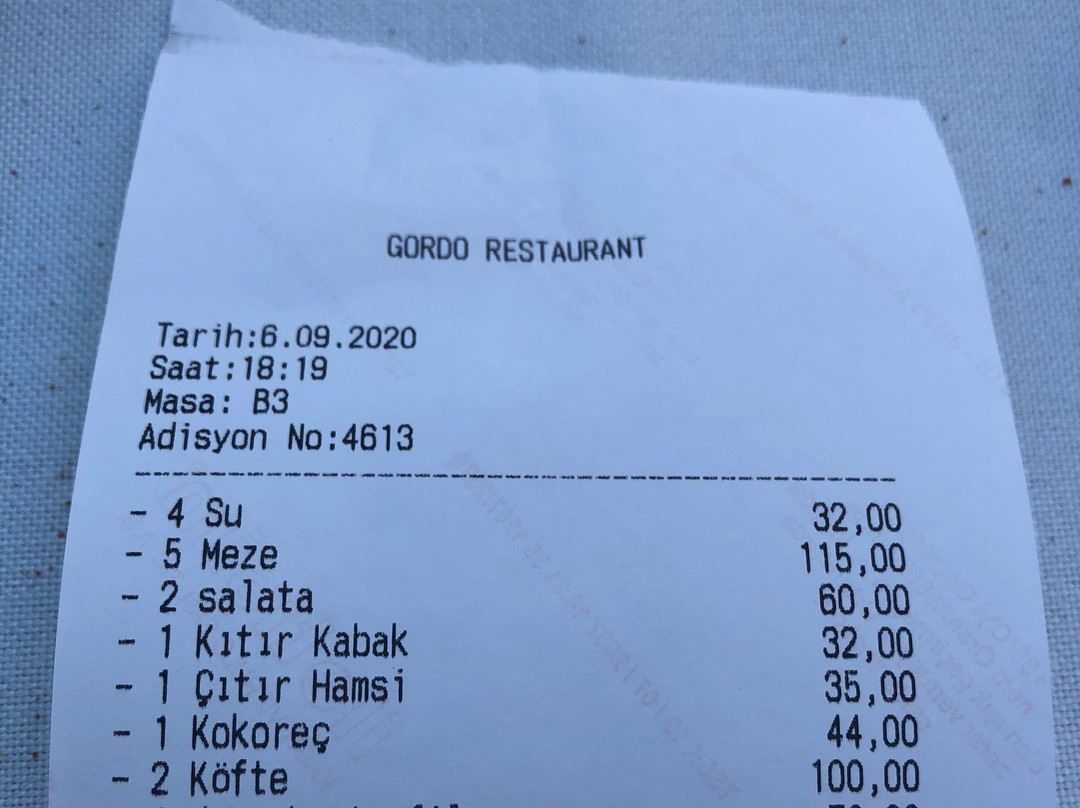 GORDO RESTAURANT
Tarih:6.09.2020
Saat:18:19
Masa: B3
Adisyon No:4613
- 4 Su 32,00
- 5 Meze 115,00
- 2 salata 60,00
- 1 Kıtır Kabak 32,00
- 1 Çıtır Hamsi 35,00
- 1 Kokoreç 44,00
- 2 Köfte 100,00